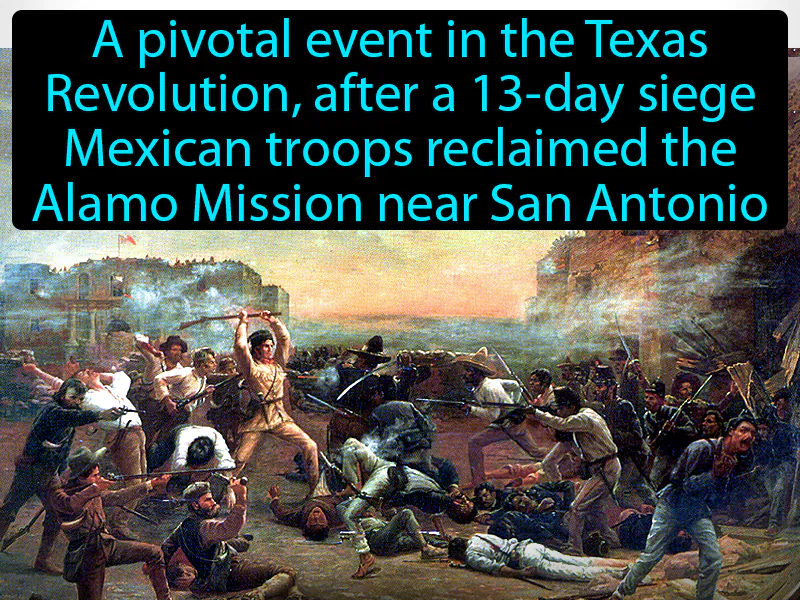 A pivotal event in the Texas
Revolution, after a 13-day siege
Mexican troops reclaimed the
Alamo Mission near San Antonio